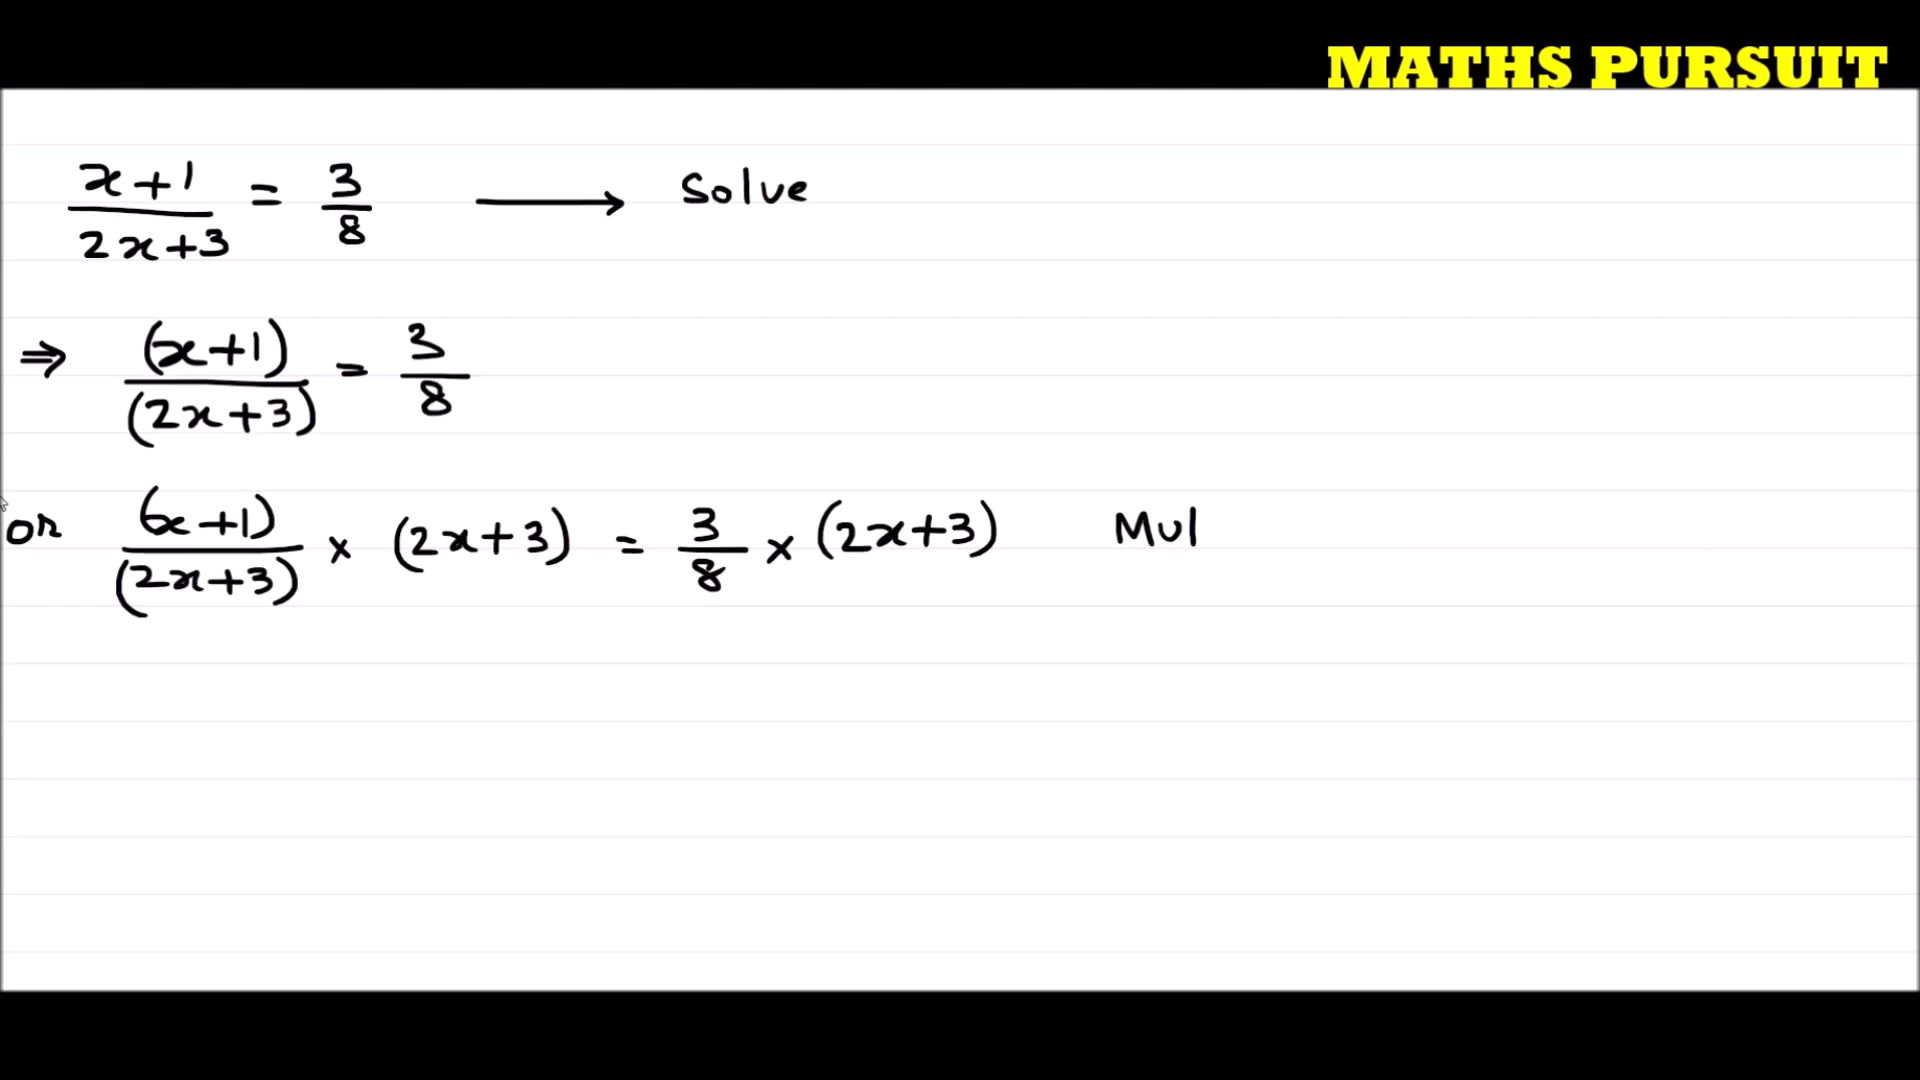 MATHS PURSUIT
x+1/2x+3 = 3/8 ⟶ Solve
⇒ (x+1)/(2x+3) = 3/8
or (x+1)/(2x+3) × (2x+3) = 3/8 × (2x+3) Mul